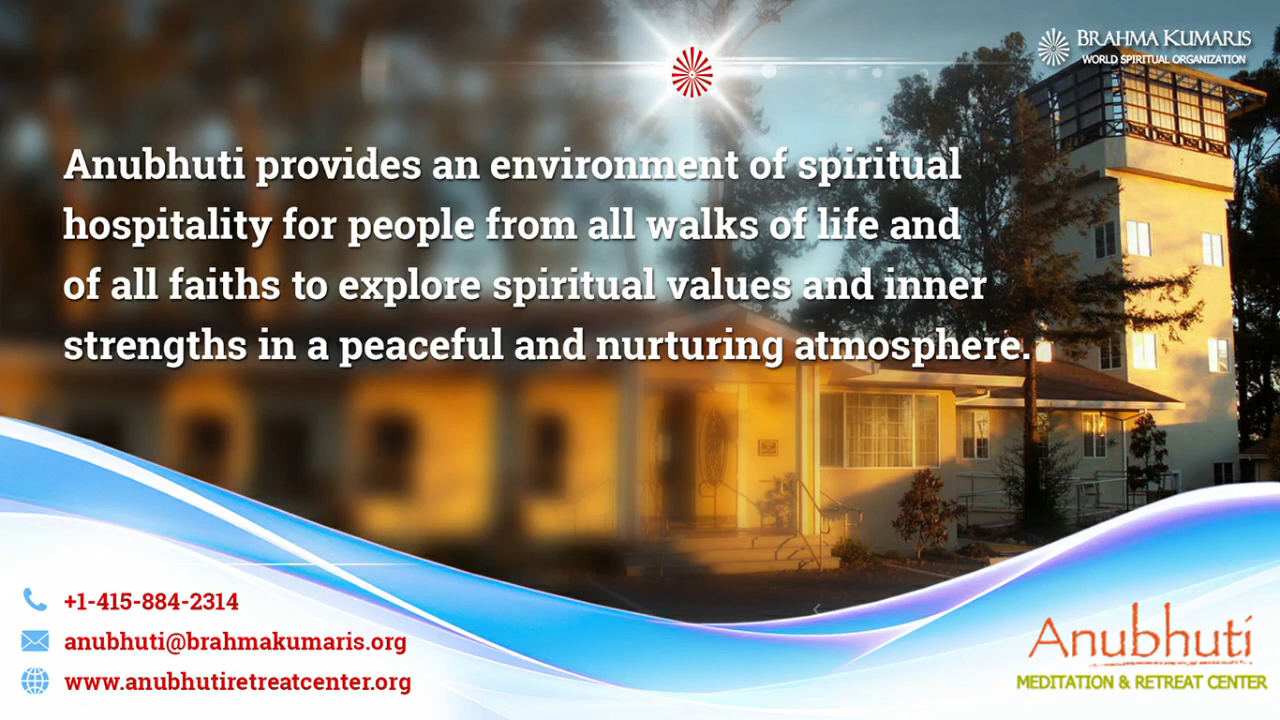 BRAHMA KUMARIS
WORLD SPIRITUAL ORGANIZATION
Anubhuti provides an environment of spiritual
hospitality for people from all walks of life and
of all faiths to explore spiritual values and inner
strengths in a peaceful and nurturing atmosphere.
+1-415-884-2314
anubhuti@brahmakumaris.org
www.anubhutiretreatcenter.org
Anubhuti
MEDITATION & RETREAT CENTER